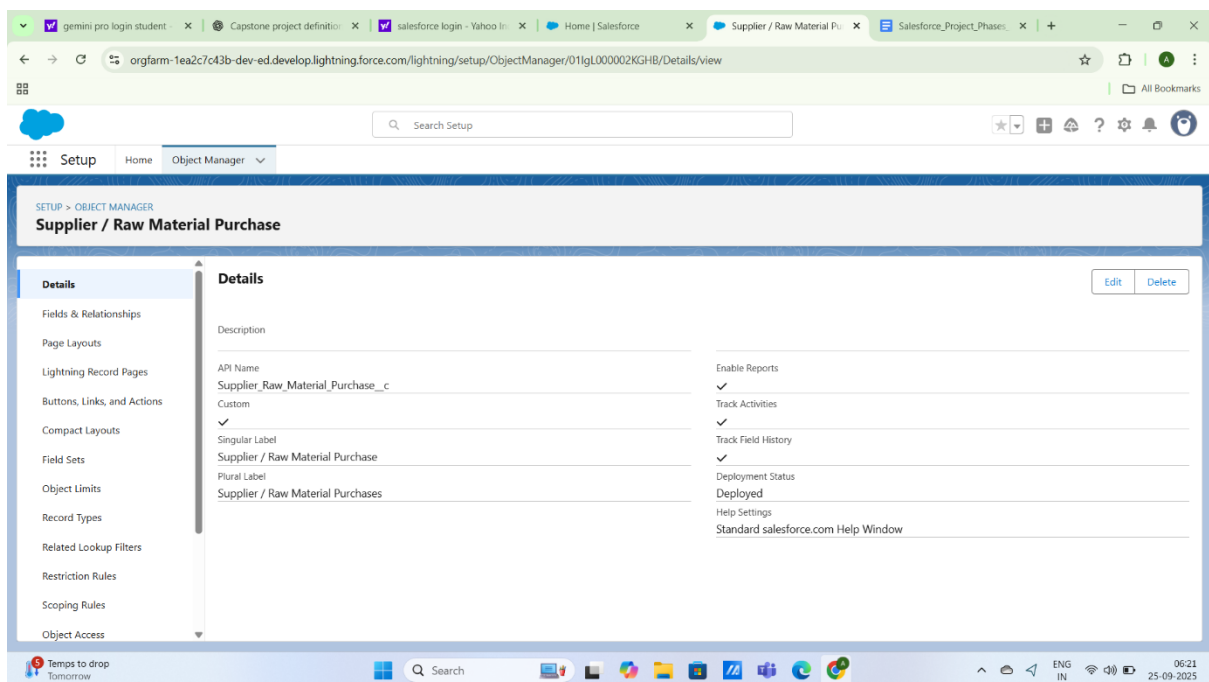 gemini pro login student -
Capstone project definition
salesforce login - Yahoo In
Home | Salesforce
Supplier / Raw Material Pu
Salesforce_Project_Phases_
orgfarm-1ea2c7c43b-dev-ed.develop.lightning.force.com/lightning/setup/ObjectManager/01IgL000002KGHB/Details/view
A
All Bookmarks
Search Setup
Setup
Home
Object Manager
SETUP > OBJECT MANAGER
Supplier / Raw Material Purchase
Details
Fields & Relationships
Page Layouts
Lightning Record Pages
Buttons, Links, and Actions
Compact Layouts
Field Sets
Object Limits
Record Types
Related Lookup Filters
Restriction Rules
Scoping Rules
Object Access
Details
Edit
Delete
Description
API Name
Supplier_Raw_Material_Purchase__c
Custom
Singular Label
Supplier / Raw Material Purchase
Plural Label
Supplier / Raw Material Purchases
Enable Reports
Track Activities
Track Field History
Deployment Status
Deployed
Help Settings
Standard salesforce.com Help Window
5
Temps to drop
Tomorrow
Search
A
ENG
IN
06:21
25-09-2025